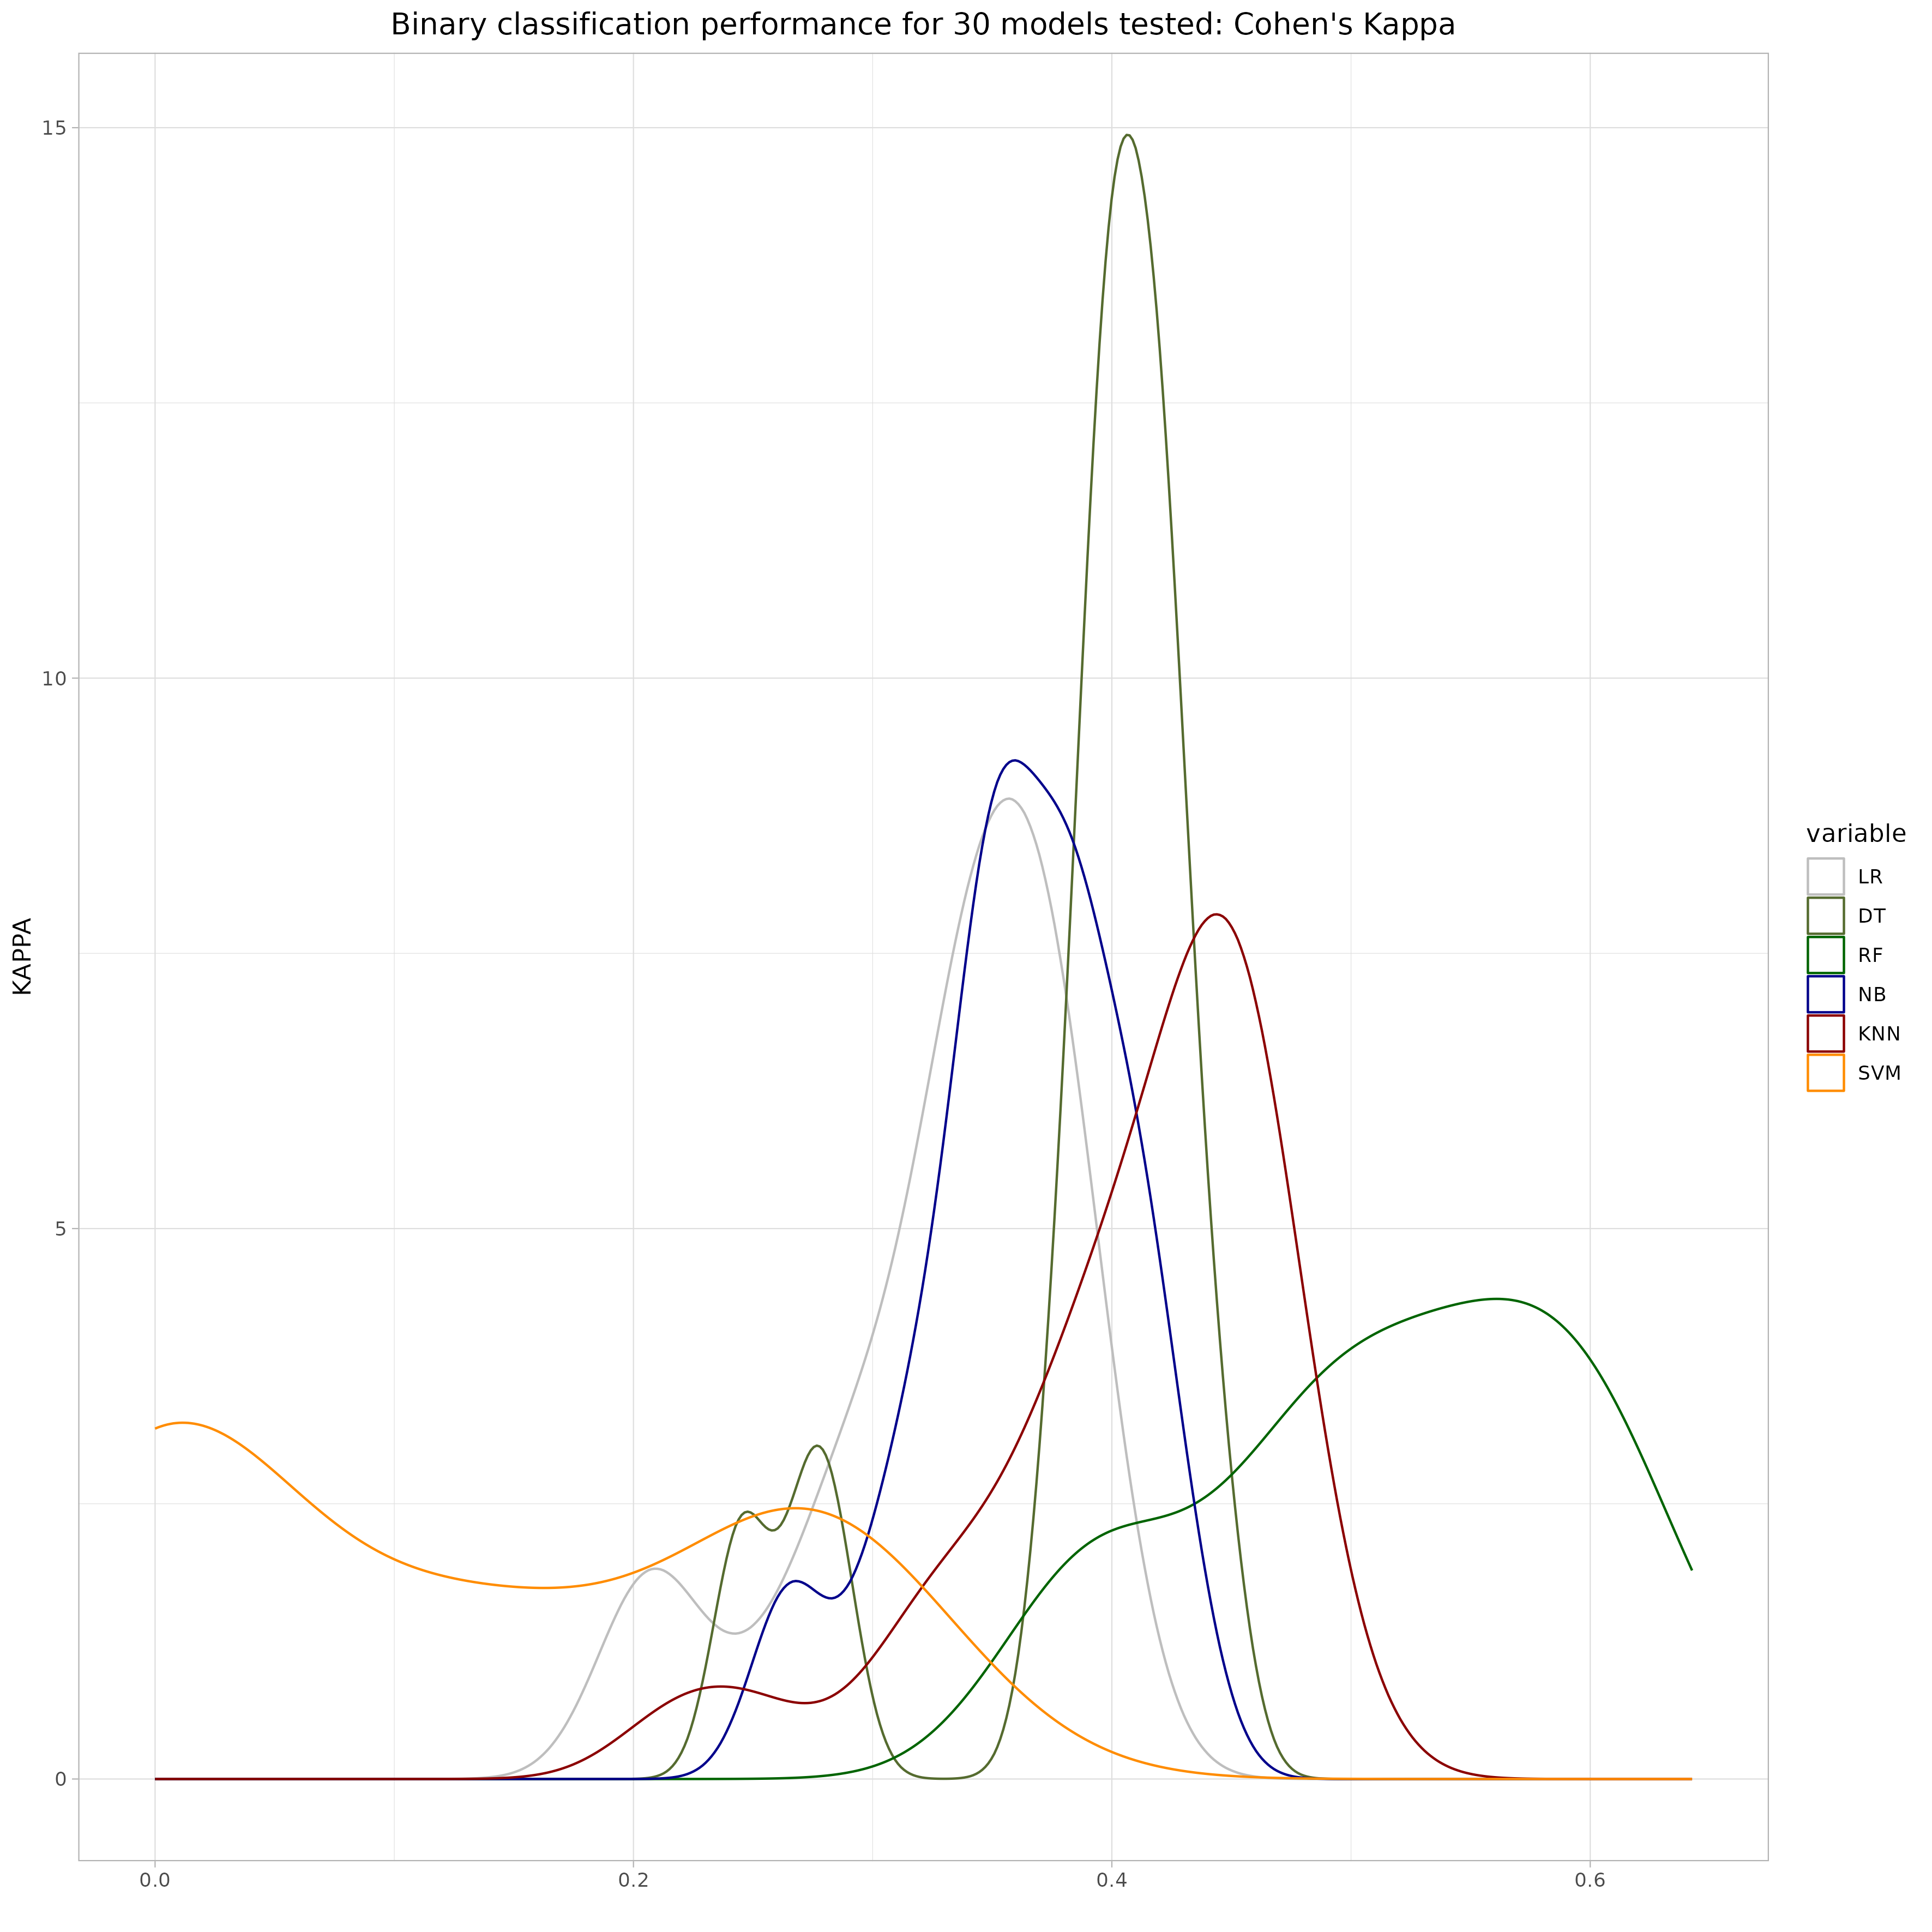 Binary classification performance for 30 models tested: Cohen's Kappa
15
10
5
0
KAPPA
0.0
0.2
0.4
0.6
variable
LR
DT
RF
NB
KNN
SVM